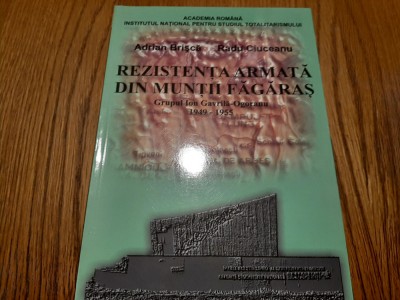 ACADEMIA ROMÂNĂ
INSTITUTUL NAȚIONAL PENTRU STUDIUL TOTALITARISMULUI
Adrian Brișcă Radu Ciuceanu
REZISTENȚA ARMATĂ
DIN MUNȚII FĂGĂRAȘ
Grupul Ion Gavrilă-Ogoranu
1949 - 1955